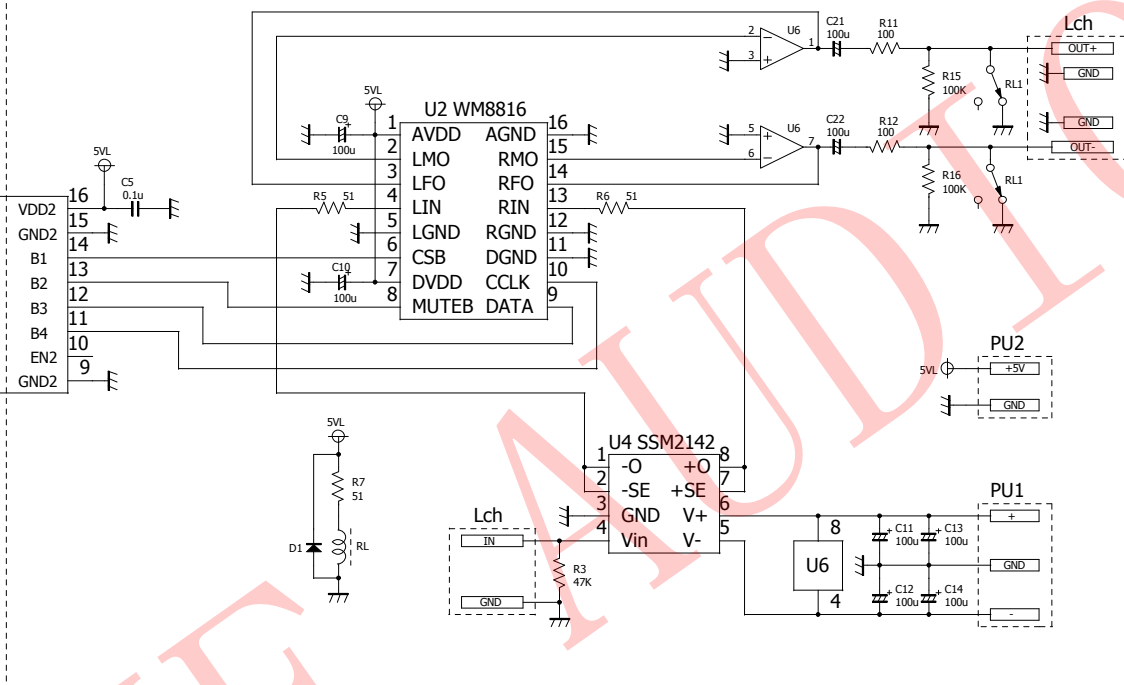 U6
2
3
1
C21
100u
R11
100
Lch
OUT+
GND
GND
OUT-
R15
100K
RL1
5
6
7
U6
C22
100u
R12
100
R16
100K
RL1
5VL
U2 WM8816
C9
+
100u
1 AVDD AGND 16
2 LMO RMO 15
3 LFO RFO 14
4 LIN RIN 13
5 LGND RGND 12
6 CSB DGND 11
7 DVDD CCLK 10
8 MUTEB DATA 9
R5 51
R6 51
C10
+
100u
5VL
C5
0.1u
VDD2 16
GND2 15
B1 14
B2 13
B3 12
B4 11
EN2 10
GND2 9
PU2
5VL
+5V
GND
5VL
R7
51
D1
RL
U4 SSM2142
1 -O +O 8
2 -SE +SE 7
3 GND V+ 6
4 Vin V- 5
Lch
IN
GND
R3
47K
8
U6
4
+ C11
100u
+ C13
100u
+ C12
100u
+ C14
100u
PU1
+
GND
-
E AUDIO